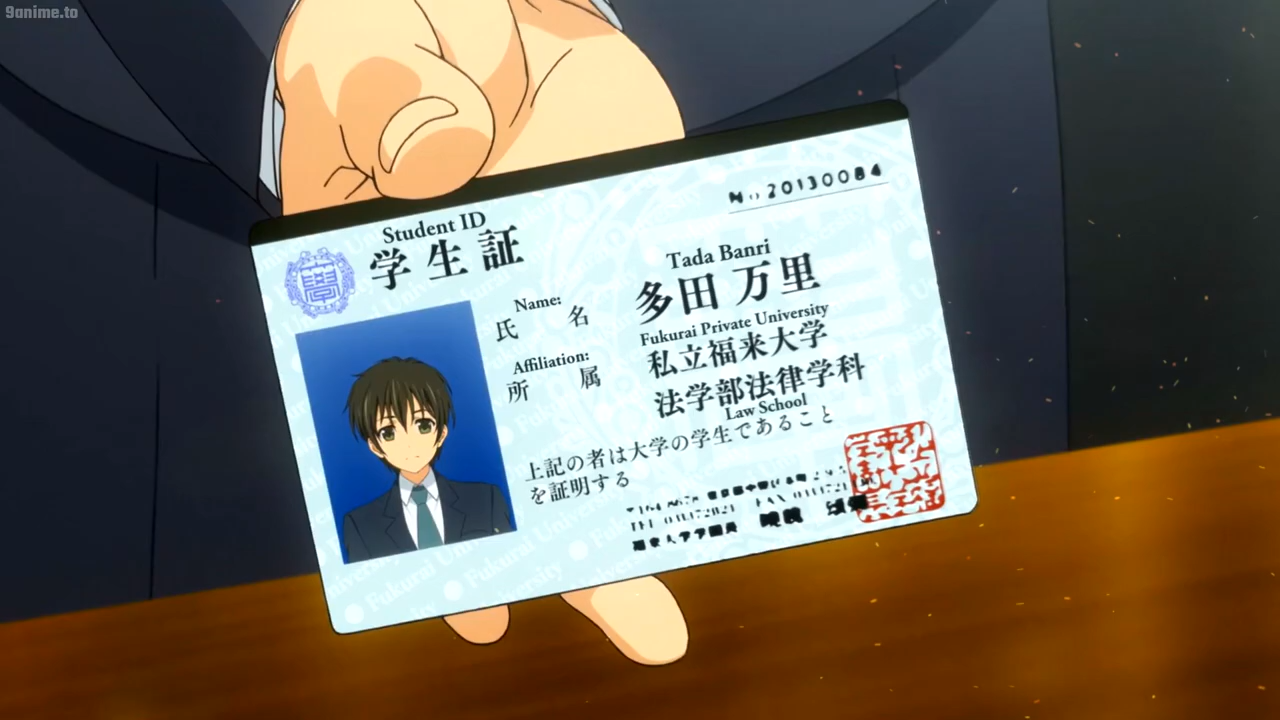 9anime.to
No 20130084
Student ID
学生証
Tada Banri
Name:
氏 名
多田 万里
Fukurai Private University
Affiliation:
所 属
私立福来大学
法学部法律学科
Law School
上記の者は大学の学生であること
を証明する